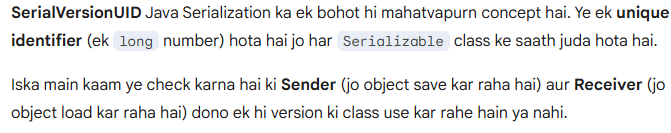 SerialVersionUID Java Serialization ka ek bohot hi mahatvapurn concept hai. Ye ek unique
identifier (ek long number) hota hai jo har Serializable class ke saath juda hota hai.
Iska main kaam ye check karna hai ki Sender (jo object save kar raha hai) aur Receiver (jo
object load kar raha hai) dono ek hi version ki class use kar rahe hain ya nahi.